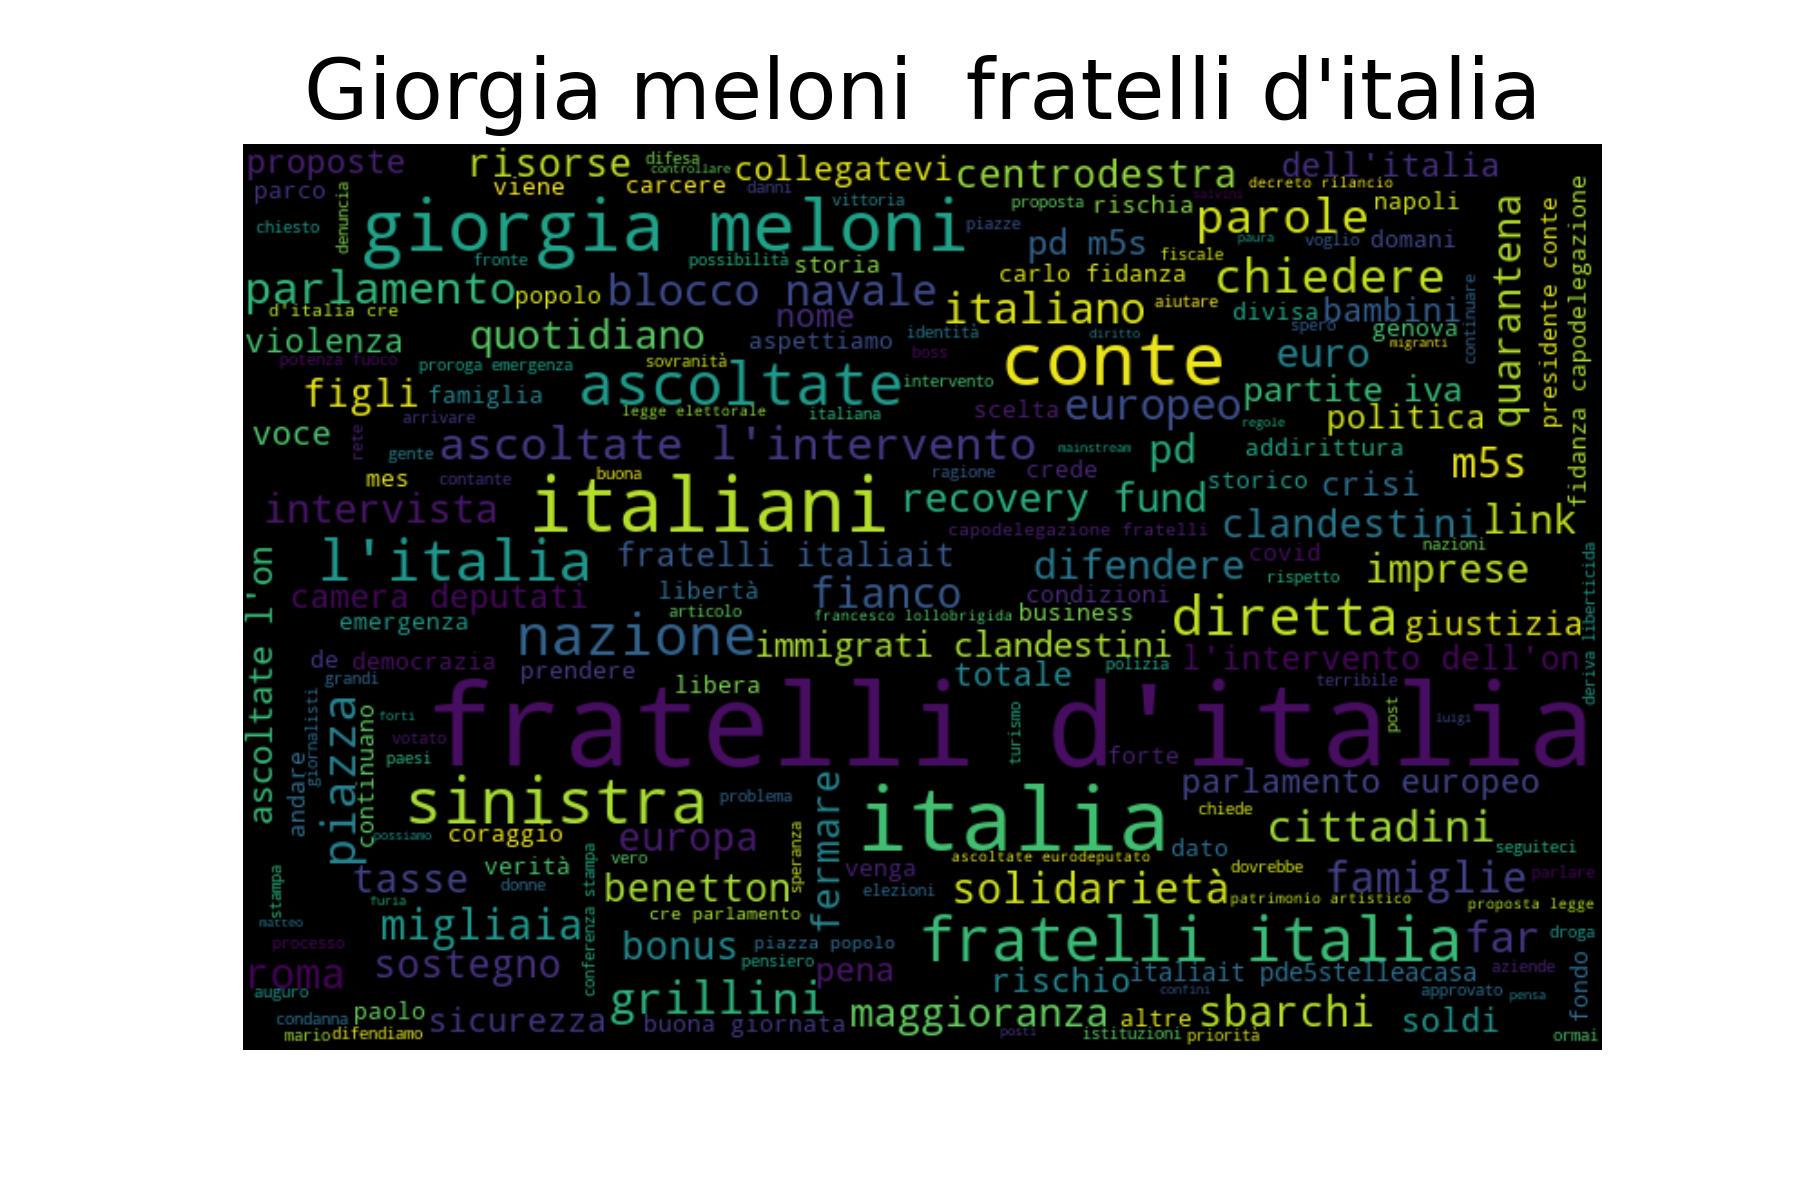 Giorgia meloni  fratelli d'italia
proposte
risorse
difesa
controllare
collegatevi
centrodestra
dell'italia
parco
viene
carcere
danni
decreto rilancio
salvini
chiesto
denuncia
giorgia meloni
vittoria
piazze
proposta
rischia
parole
napoli
quarantena
presidente conte
fidanza capodelegazione
fronte
possibilità
storia
pd m5s
paura
voglio
domani
fiscale
parlamento
popolo
blocco navale
carlo fidanza
chiedere
continuare
d'italia cre
nome
italiano
aiutare
divisa
bambini
violenza
quotidiano
aspettiamo
identità
diritto
spero
genova
migranti
potenza fuoco
proroga emergenza
sovranità
boss
conte
euro
figli
famiglia
ascoltate
intervento
partite iva
arrivare
legge elettorale
italiana
scelta
europeo
regole
politica
voce
rete
gente
ascoltate l'intervento
mainstream
pd
addirittura
m5s
mes
contante
buona
ragione
crede
storico
crisi
intervista
italiani
recovery fund
capodelegazione fratelli
clandestini
link
l'italia
fratelli italiait
difendere
covid
nazioni
rispetto
imprese
ascoltate l'on
camera deputati
libertà
fianco
condizioni
deriva liberticida
emergenza
articolo
francesco lollobrigida
business
diretta
giustizia
nazione
immigrati clandestini
de
democrazia
prendere
totale
polizia
l'intervento dell'on
grandi
libera
terribile
giornalisti
piazza
continuano
forti
fratelli d'italia
turismo
post
luigi
votato
paesi
forte
andare
sinistra
problema
fermare
italia
parlamento europeo
chiede
possiamo
coraggio
europa
speranza
cittadini
verità
vero
venga
ascoltate eurodeputato
dato
dovrebbe
seguiteci
stampa
tasse
donne
conferenza stampa
benetton
elezioni
solidarietà
patrimonio artistico
famiglie
parlare
furia
cre parlamento
proposta legge
matteo
migliaia
fratelli italia
far
droga
processo
bonus
piazza popolo
roma
sostegno
pensiero
pena
rischio
italiait pde5stelleacasa
aziende
fondo
auguro
grillini
confini
approvato
pensa
condanna
paolo
sicurezza
buona giornata
maggioranza
altre
sbarchi
soldi
mario
difendiamo
posti
istituzioni
priorità
ormai